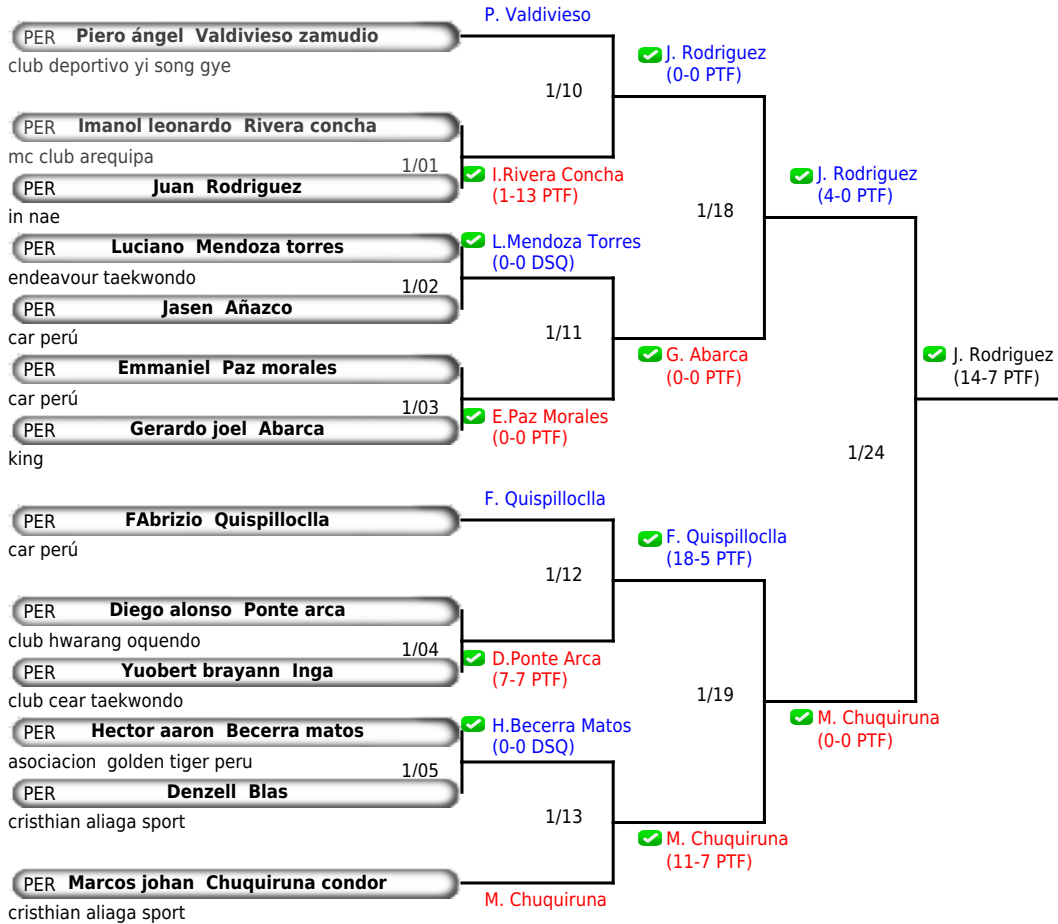 P. Valdivieso
PER Piero ángel Valdivieso zamudio
club deportivo yi song gye
J. Rodriguez
(0-0 PTF)
1/10
PER Imanol leonardo Rivera concha
mc club arequipa
1/01
I.Rivera Concha
(1-13 PTF)
PER Juan Rodriguez
in nae
J. Rodriguez
(4-0 PTF)
1/18
PER Luciano Mendoza torres
endeavour taekwondo
L.Mendoza Torres
(0-0 DSQ)
1/02
PER Jasen Añazco
car perú
1/11
G. Abarca
(0-0 PTF)
J. Rodriguez
(14-7 PTF)
PER Emmaniel Paz morales
car perú
1/03
E.Paz Morales
(0-0 PTF)
PER Gerardo joel Abarca
king
1/24
F. Quispilloclla
PER FAbrizio Quispilloclla
car perú
F. Quispilloclla
(18-5 PTF)
1/12
PER Diego alonso Ponte arca
club hwarang oquendo
1/04
D.Ponte Arca
(7-7 PTF)
PER Yuobert brayann Inga
club cear taekwondo
1/19
M. Chuquiruna
(0-0 PTF)
PER Hector aaron Becerra matos
asociacion golden tiger peru
H.Becerra Matos
(0-0 DSQ)
1/05
PER Denzell Blas
cristhian aliaga sport
1/13
M. Chuquiruna
(11-7 PTF)
PER Marcos johan Chuquiruna condor
cristhian aliaga sport
M. Chuquiruna